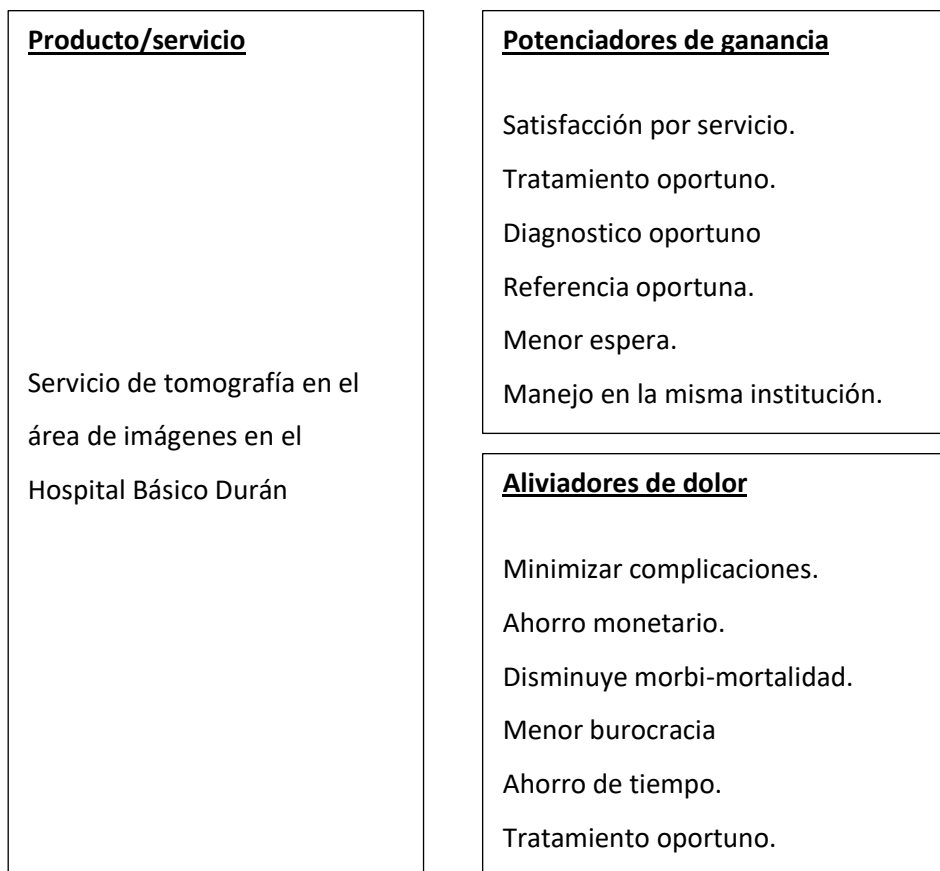 Producto/servicio
Servicio de tomografía en el
área de imágenes en el
Hospital Básico Durán
Potenciadores de ganancia
Satisfacción por servicio.
Tratamiento oportuno.
Diagnostico oportuno
Referencia oportuna.
Menor espera.
Manejo en la misma institución.
Aliviadores de dolor
Minimizar complicaciones.
Ahorro monetario.
Disminuye morbi-mortalidad.
Menor burocracia
Ahorro de tiempo.
Tratamiento oportuno.